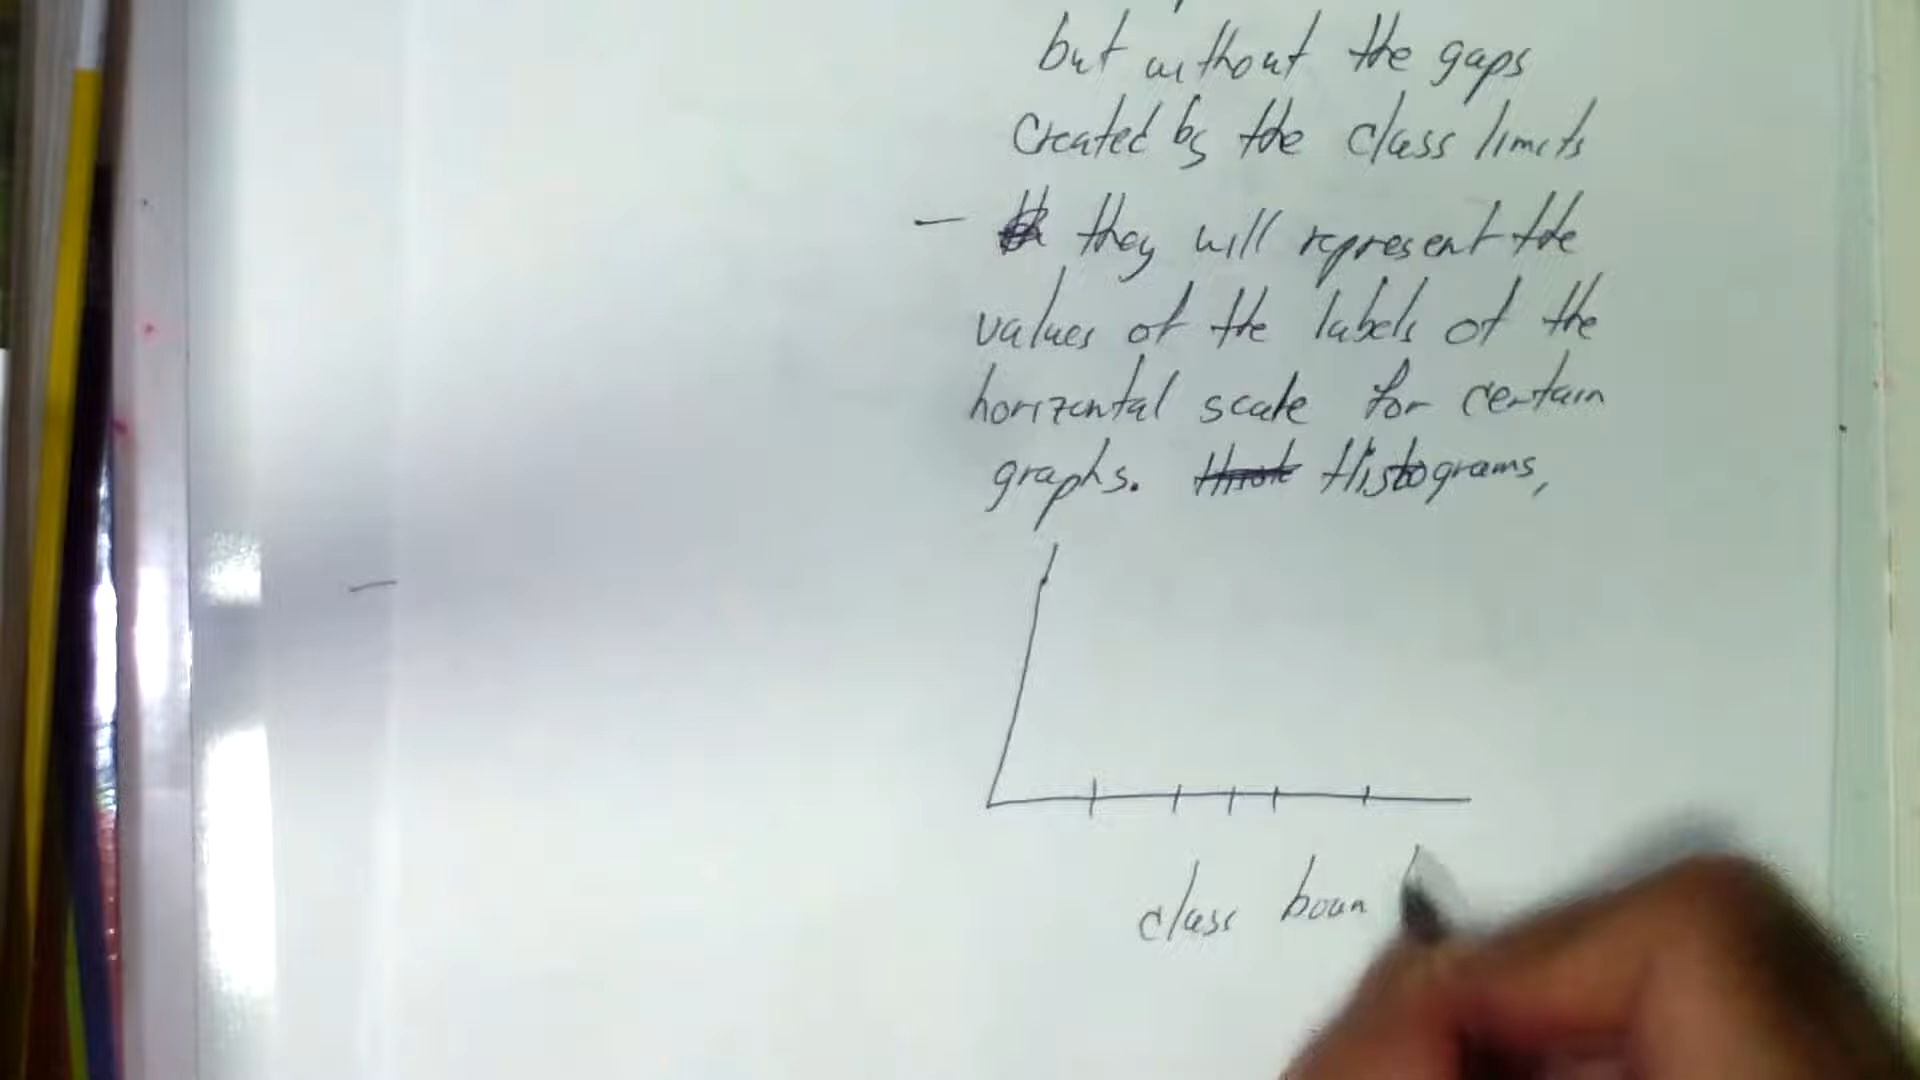 but without the gaps
created by the class limits
- they will represent the
values of the labels of the
horizontal scale for certain
graphs. Histograms,
class boun